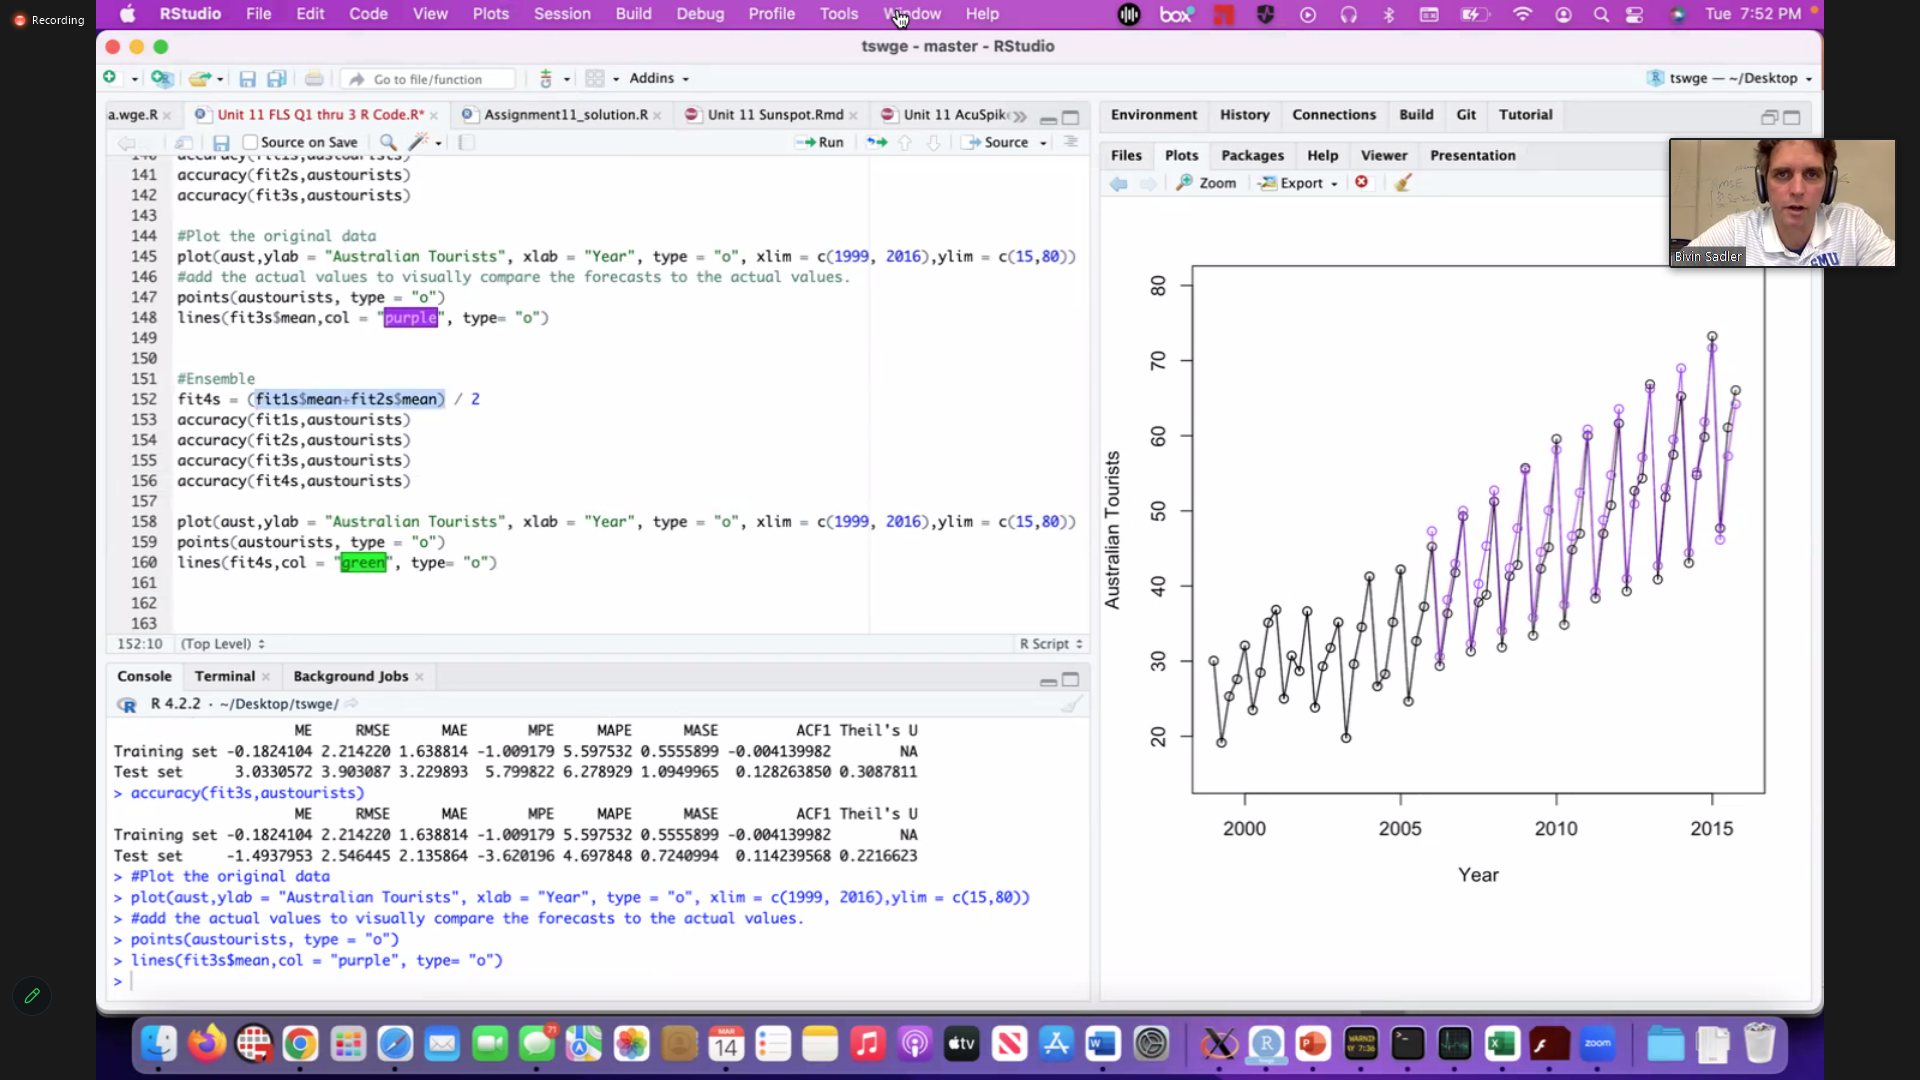 Recording
RStudio File Edit Code View Plots Session Build Debug Profile Tools Window Help
box
Tue 7:52 PM
tswge - master - RStudio
Go to file/function
Addins
tswge — ~/Desktop
a.wge.R
Unit 11 FLS Q1 thru 3 R Code.R*
Assignment11_solution.R
Unit 11 Sunspot.Rmd
Unit 11 AcuSpik
Source on Save
Run
Source
141 accuracy(fit2s,austourists)
142 accuracy(fit3s,austourists)
143
144 #Plot the original data
145 plot(aust,ylab = "Australian Tourists", xlab = "Year", type = "o", xlim = c(1999, 2016),ylim = c(15,80))
146 #add the actual values to visually compare the forecasts to the actual values.
147 points(austourists, type = "o")
148 lines(fit3s$mean,col = "purple", type= "o")
149
150
151 #Ensemble
152 fit4s = (fit1s$mean+fit2s$mean) / 2
153 accuracy(fit1s,austourists)
154 accuracy(fit2s,austourists)
155 accuracy(fit3s,austourists)
156 accuracy(fit4s,austourists)
157
158 plot(aust,ylab = "Australian Tourists", xlab = "Year", type = "o", xlim = c(1999, 2016),ylim = c(15,80))
159 points(austourists, type = "o")
160 lines(fit4s,col = "green", type= "o")
161
162
163
152:10 (Top Level) R Script
Console Terminal Background Jobs
R 4.2.2 · ~/Desktop/tswge/
ME RMSE MAE MPE MAPE MASE ACF1 Theil's U
Training set -0.1824104 2.214220 1.638814 -1.009179 5.597532 0.5555899 -0.004139982 NA
Test set 3.0330572 3.903087 3.229893 5.799822 6.278929 1.0949965 0.128263850 0.3087811
> accuracy(fit3s,austourists)
ME RMSE MAE MPE MAPE MASE ACF1 Theil's U
Training set -0.1824104 2.214220 1.638814 -1.009179 5.597532 0.5555899 -0.004139982 NA
Test set -1.4937953 2.546445 2.135864 -3.620196 4.697848 0.7240994 0.114239568 0.2216623
> #Plot the original data
> plot(aust,ylab = "Australian Tourists", xlab = "Year", type = "o", xlim = c(1999, 2016),ylim = c(15,80))
> #add the actual values to visually compare the forecasts to the actual values.
> points(austourists, type = "o")
> lines(fit3s$mean,col = "purple", type= "o")
>
Environment History Connections Build Git Tutorial
Files Plots Packages Help Viewer Presentation
Zoom Export
Bivin Sadler
SMU
Australian Tourists
80
70
60
50
40
30
20
2000 2005 2010 2015
Year
71
MAR
14
tv
zoom